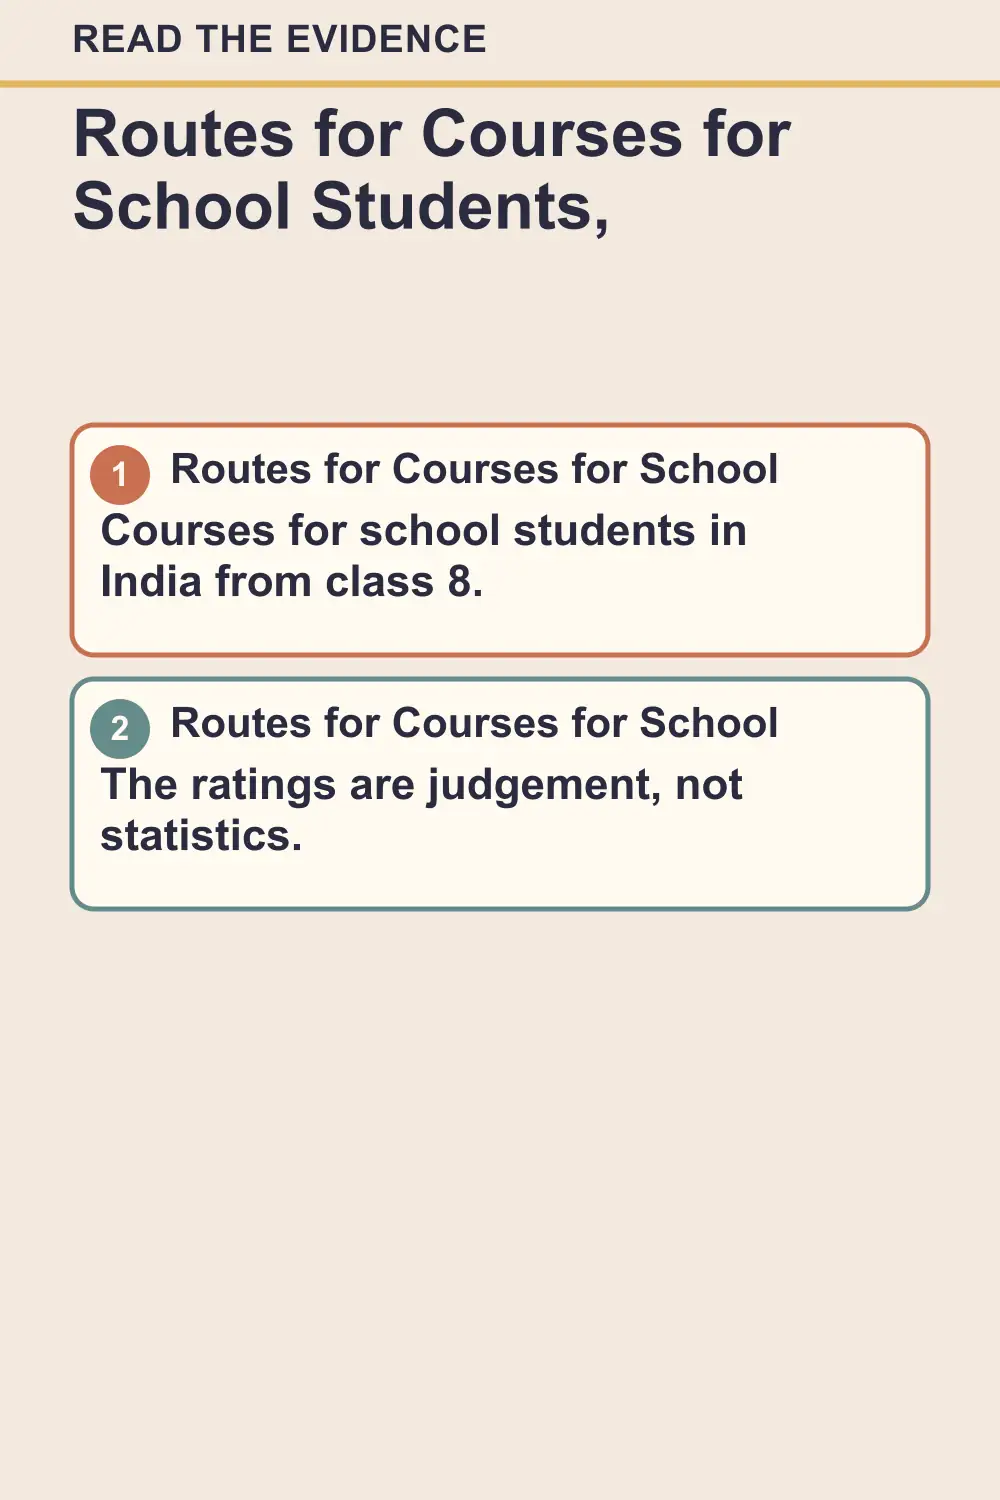 READ THE EVIDENCE
Routes for Courses for
School Students,
1 Routes for Courses for School
Courses for school students in
India from class 8.
2 Routes for Courses for School
The ratings are judgement, not
statistics.